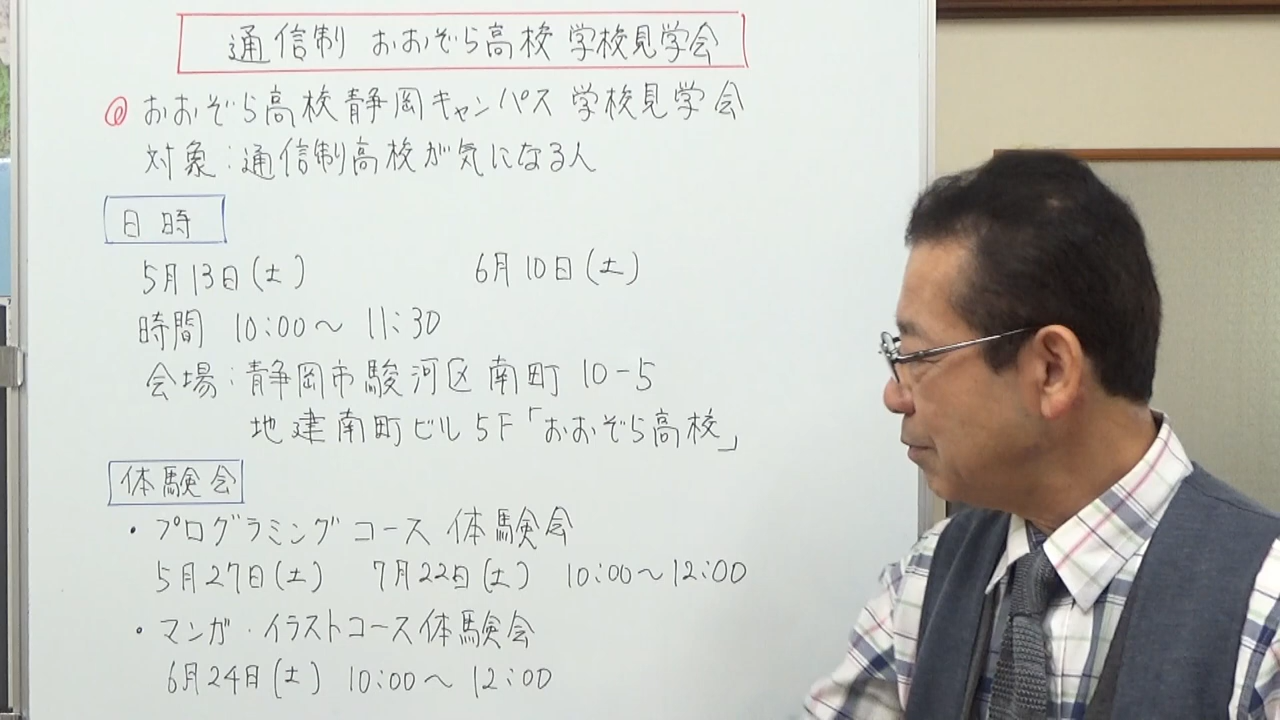 通信制 おおぞら高校 学校見学会
おおぞら高校静岡キャンパス 学校見学会
対象：通信制高校が気になる人
日時
5月13日(土) 6月10日(土)
時間 10:00〜 11:30
会場：静岡市駿河区南町 10-5
地建南町ビル5F「おおぞら高校」
体験会
・プログラミングコース 体験会
5月27日(土) 7月22日(土) 10:00〜12:00
・マンガ・イラストコース体験会
6月24日(土) 10:00〜 12:00